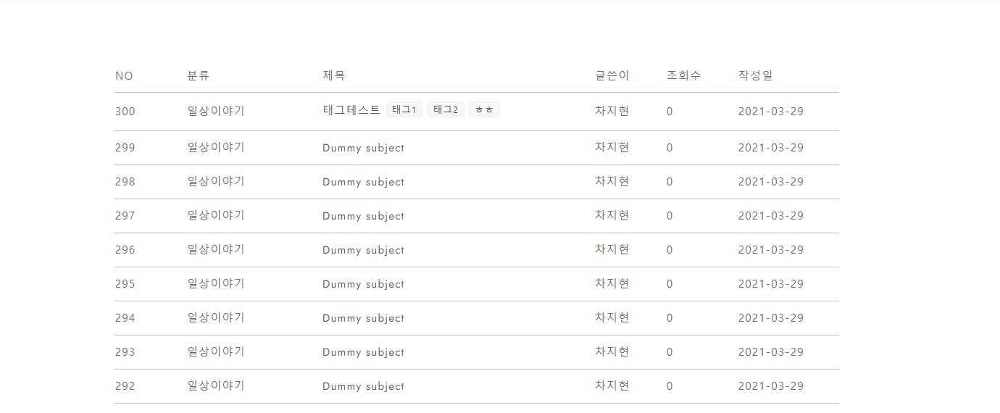 NO 분류 제목 글쓴이 조회수 작성일
300 일상이야기 태그테스트 태그1 태그2 ㅎㅎ 차지현 0 2021-03-29
299 일상이야기 Dummy subject 차지현 0 2021-03-29
298 일상이야기 Dummy subject 차지현 0 2021-03-29
297 일상이야기 Dummy subject 차지현 0 2021-03-29
296 일상이야기 Dummy subject 차지현 0 2021-03-29
295 일상이야기 Dummy subject 차지현 0 2021-03-29
294 일상이야기 Dummy subject 차지현 0 2021-03-29
293 일상이야기 Dummy subject 차지현 0 2021-03-29
292 일상이야기 Dummy subject 차지현 0 2021-03-29